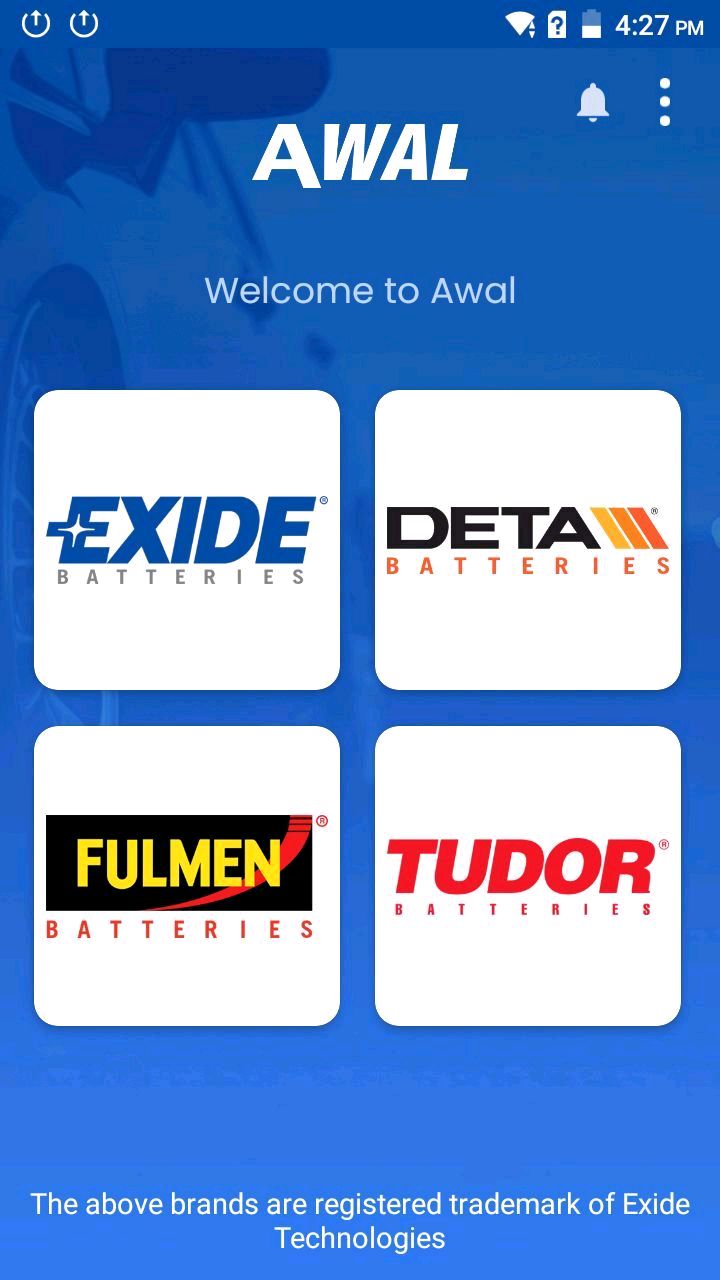 4:27 PM
AWAL
Welcome to Awal
EXIDE®
BATTERIES
DETA®
BATTERIES
FULMEN®
BATTERIES
TUDOR®
BATTERIES
The above brands are registered trademark of Exide
Technologies